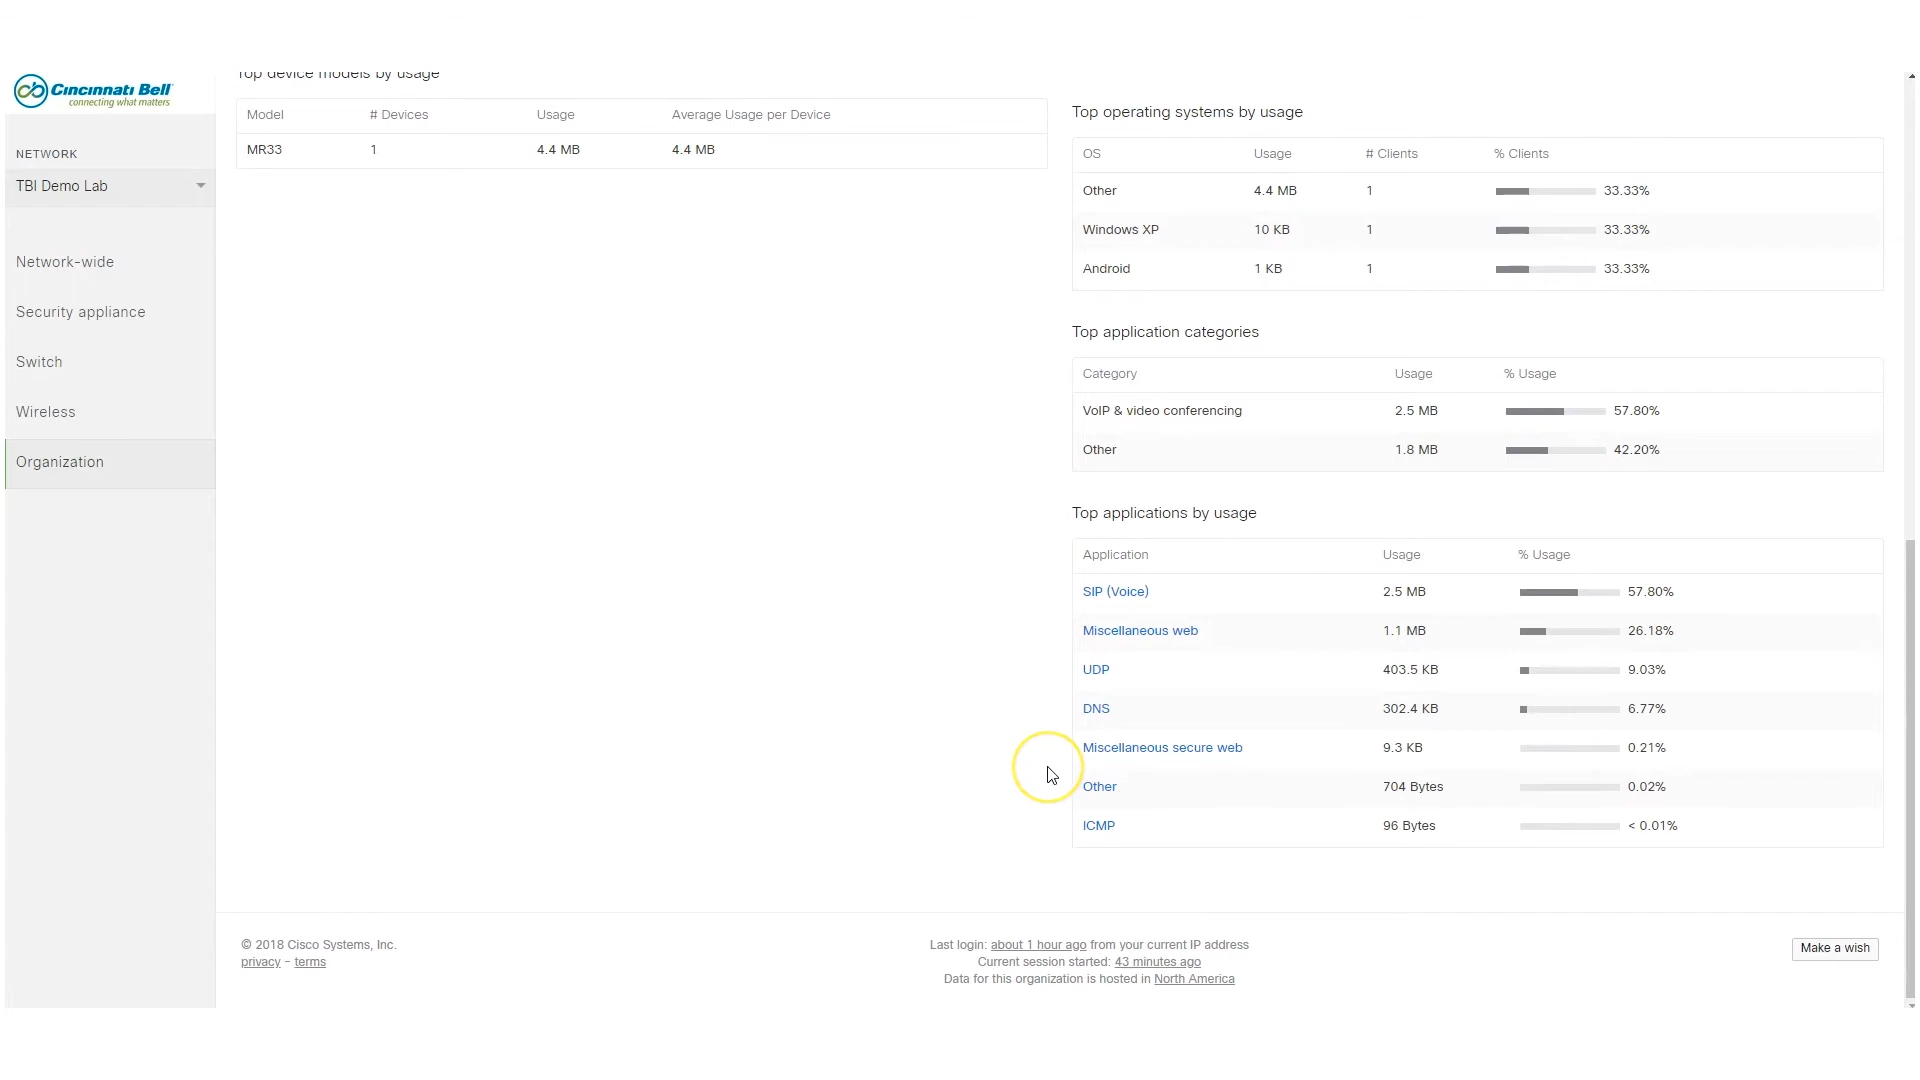 Cincinnati Bell
connecting what matters
NETWORK
TBI Demo Lab
Network-wide
Security appliance
Switch
Wireless
Organization
Top device models by usage
Model # Devices Usage Average Usage per Device
MR33 1 4.4 MB 4.4 MB
Top operating systems by usage
OS Usage # Clients % Clients
Other 4.4 MB 1 33.33%
Windows XP 10 KB 1 33.33%
Android 1 KB 1 33.33%
Top application categories
Category Usage % Usage
VoIP & video conferencing 2.5 MB 57.80%
Other 1.8 MB 42.20%
Top applications by usage
Application Usage % Usage
SIP (Voice) 2.5 MB 57.80%
Miscellaneous web 1.1 MB 26.18%
UDP 403.5 KB 9.03%
DNS 302.4 KB 6.77%
Miscellaneous secure web 9.3 KB 0.21%
Other 704 Bytes 0.02%
ICMP 96 Bytes < 0.01%
© 2018 Cisco Systems, Inc.
privacy - terms
Last login: about 1 hour ago from your current IP address
Current session started: 43 minutes ago
Data for this organization is hosted in North America
Make a wish